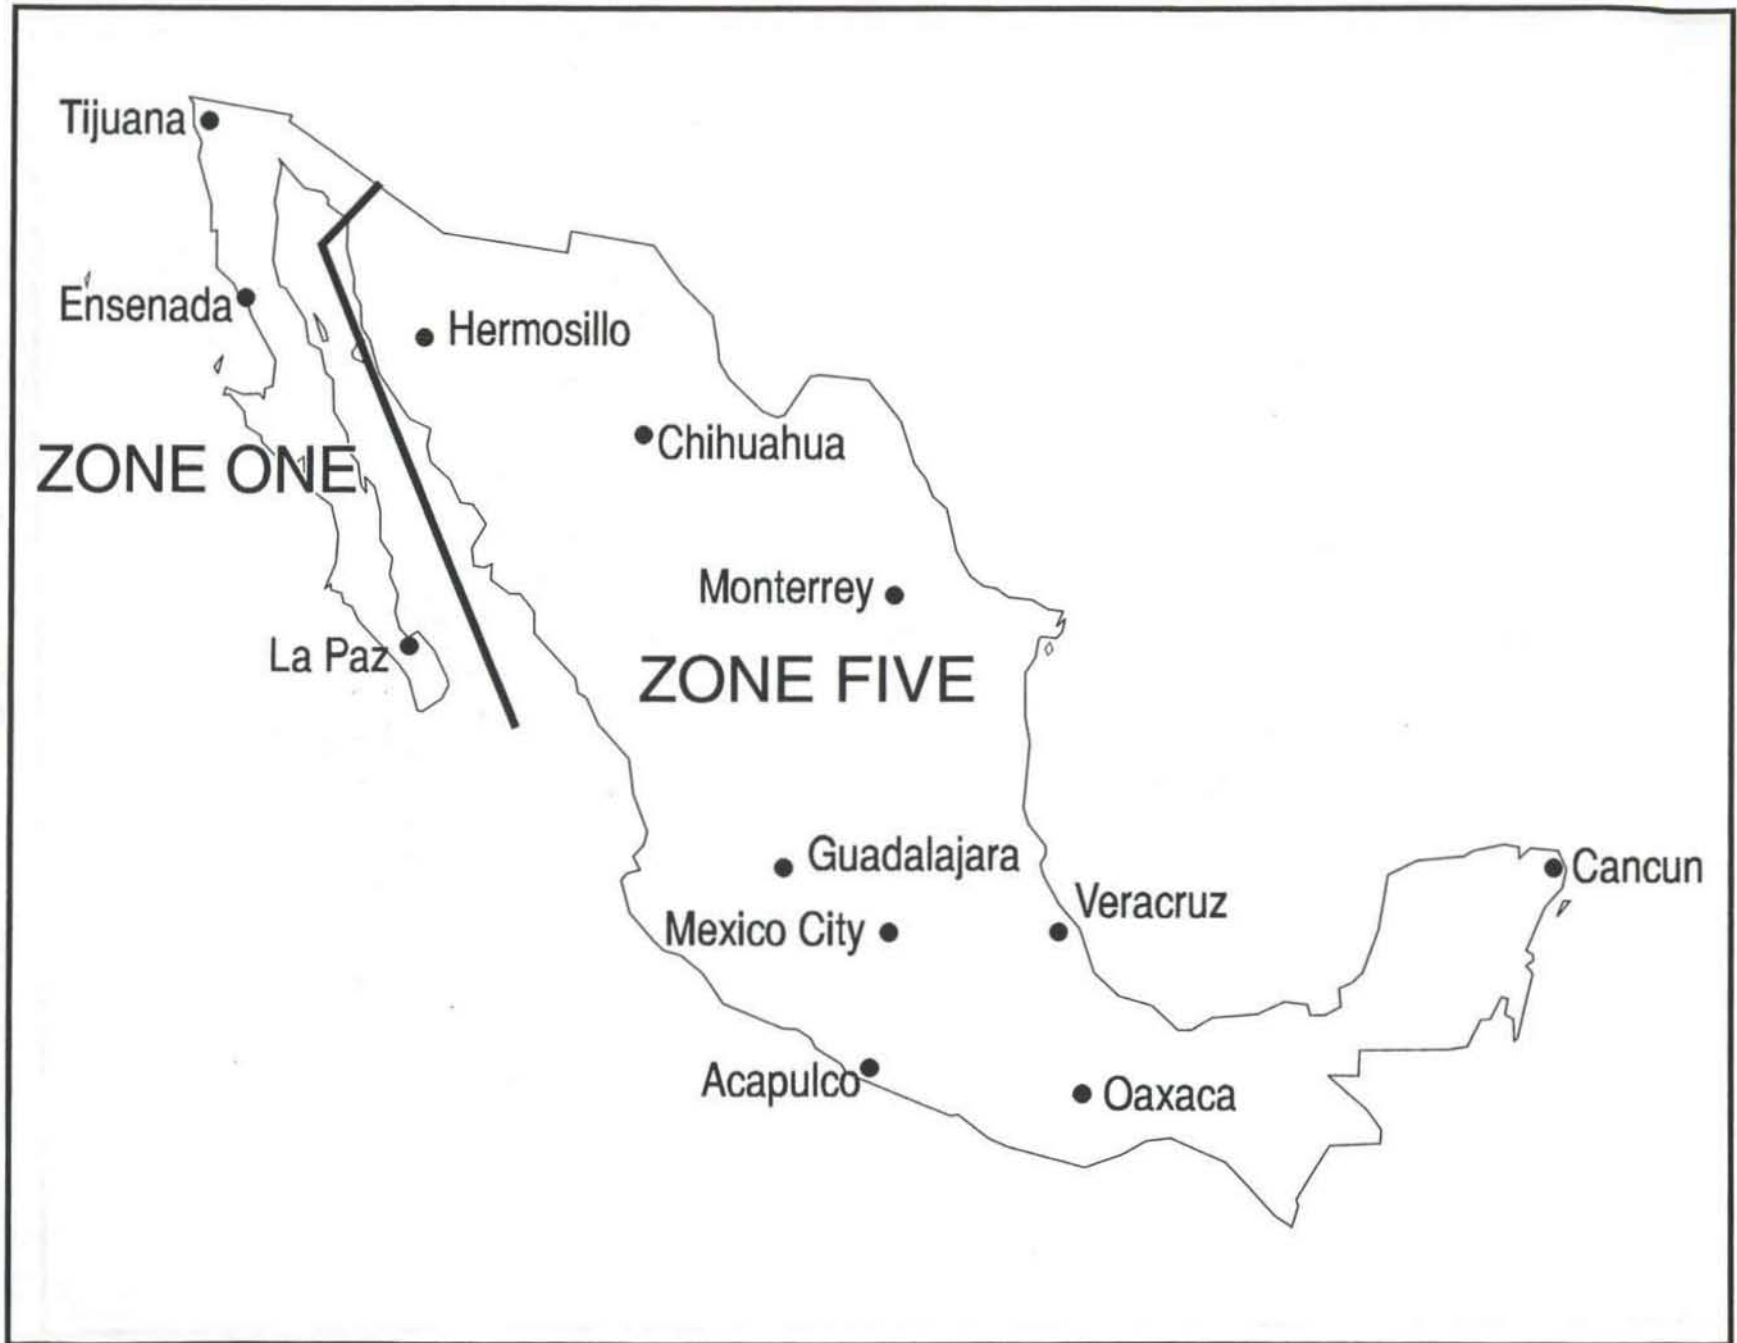 Tijuana
Ensenada
Hermosillo
Chihuahua
ZONE ONE
Monterrey
La Paz
ZONE FIVE
Guadalajara
Cancun
Veracruz
Mexico City
Acapulco
Oaxaca